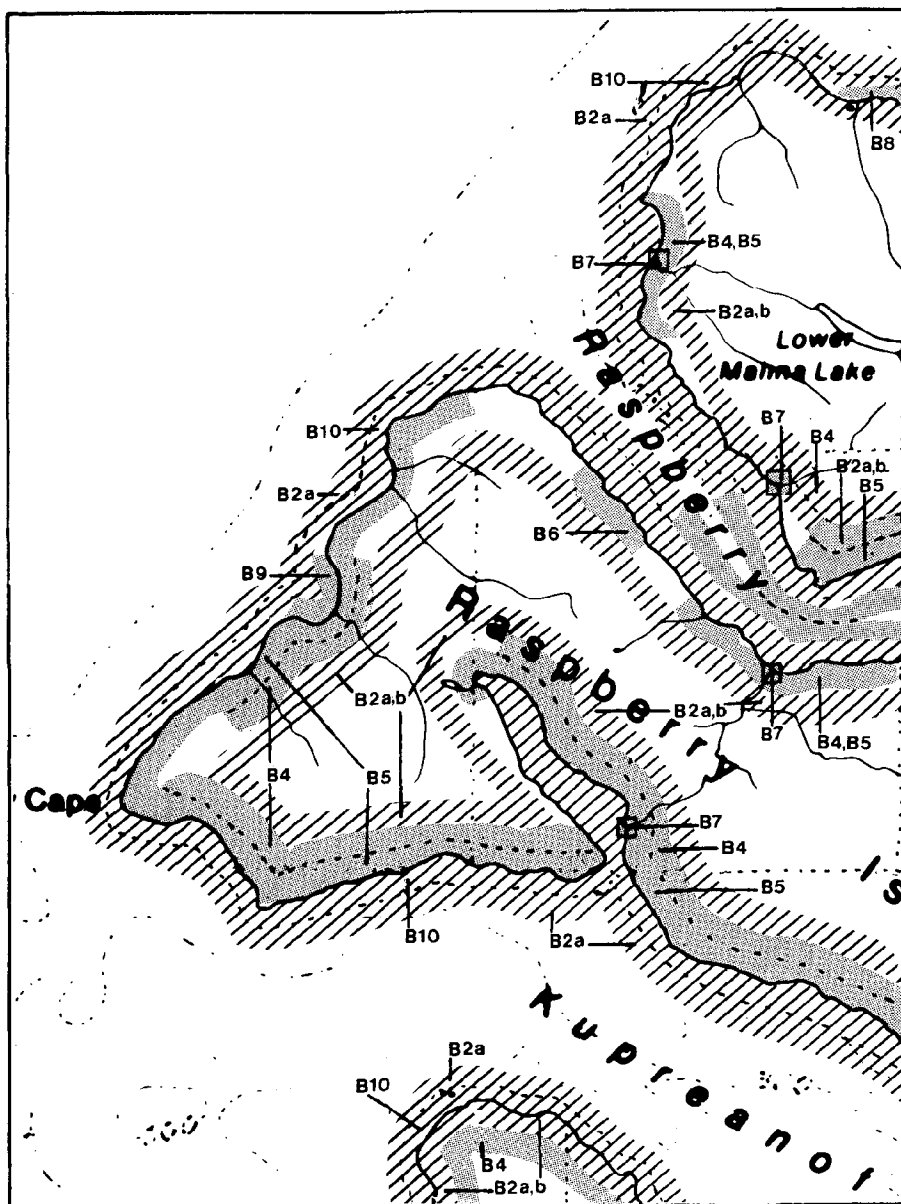 B10
B2a
B8
B4,B5
B7
B2a,b
Lower
Malina Lake
Raspberry
B10
B7
B4
B2a,b
B5
B2a
B6
B9
Raspberry
B2a,b
B2a,b
B7
B4,B5
B4
B5
Cape
B7
B4
Is
B5
B10
B2a
Kupreanof
B2a
B10
B4
B2a,b